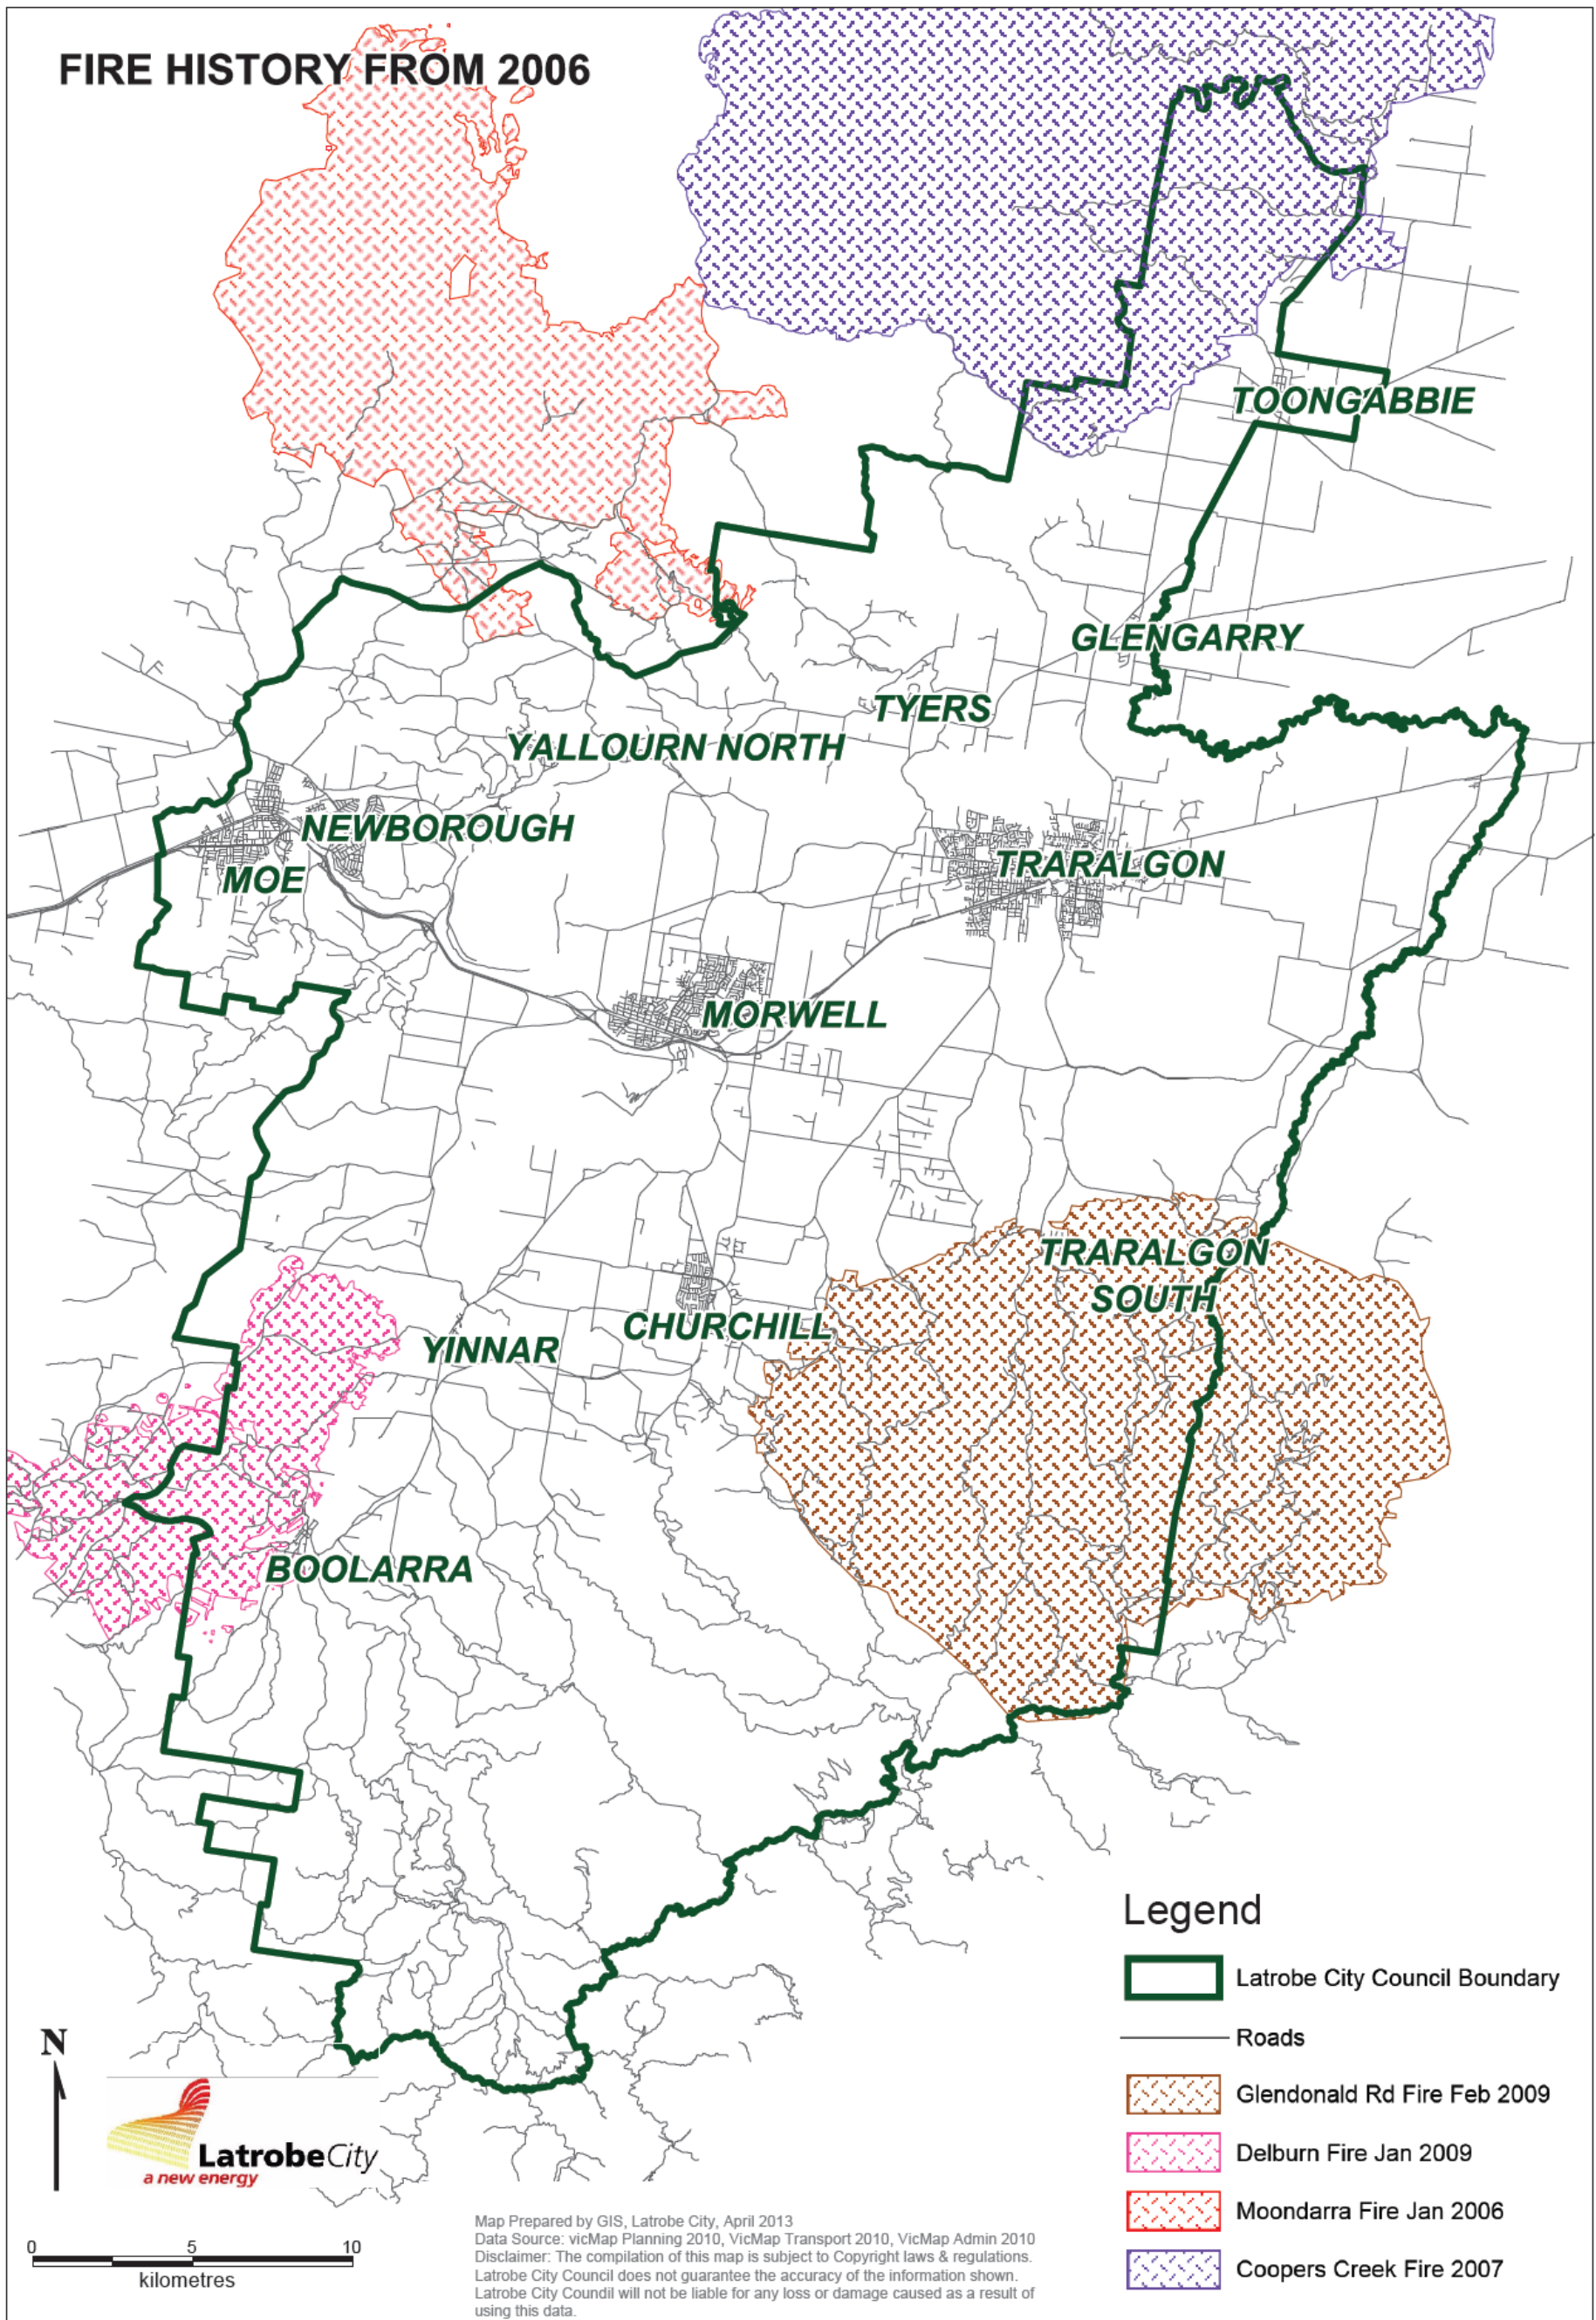 FIRE HISTORY FROM 2006
TOONGABBIE
GLENGARRY
TYERS
YALLOURN NORTH
NEWBOROUGH
TRARALGON
MOE
MORWELL
TRARALGON
SOUTH
CHURCHILL
YINNAR
BOOLARRA
Legend
Latrobe City Council Boundary
Roads
Glendonald Rd Fire Feb 2009
Delburn Fire Jan 2009
Moondarra Fire Jan 2006
Coopers Creek Fire 2007
N
LatrobeCity
a new energy
0 5 10
kilometres
Map Prepared by GIS, Latrobe City, April 2013
Data Source: vicMap Planning 2010, VicMap Transport 2010, VicMap Admin 2010
Disclaimer: The compilation of this map is subject to Copyright laws & regulations.
Latrobe City Council does not guarantee the accuracy of the information shown.
Latrobe City Coundil will not be liable for any loss or damage caused as a result of
using this data.